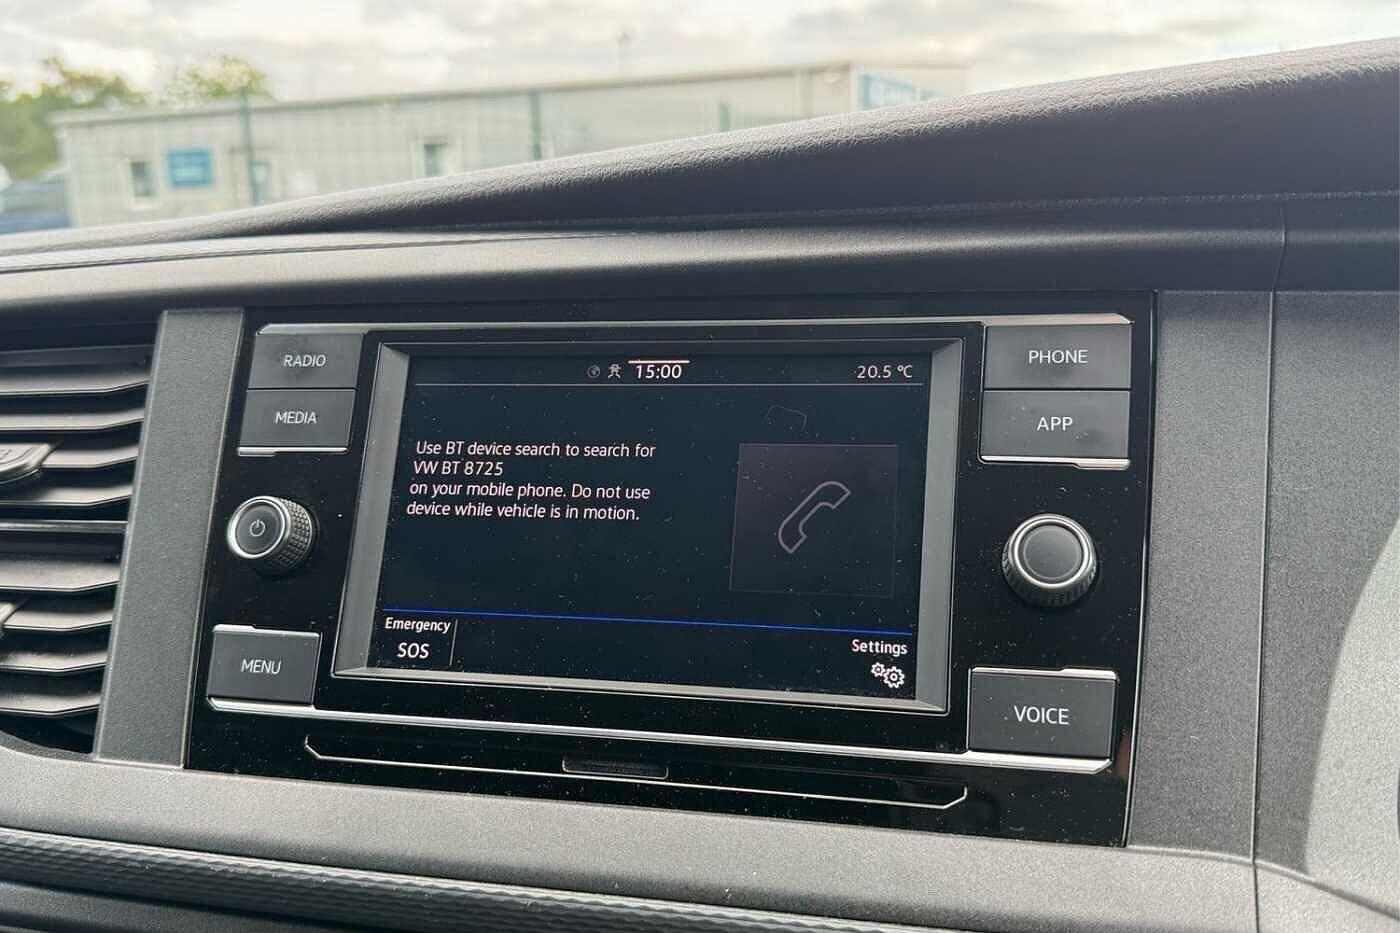 RADIO
MEDIA
MENU
15:00
20.5 °C
Use BT device search to search for
VW BT 8725
on your mobile phone. Do not use
device while vehicle is in motion.
Emergency
SOS
Settings
PHONE
APP
VOICE